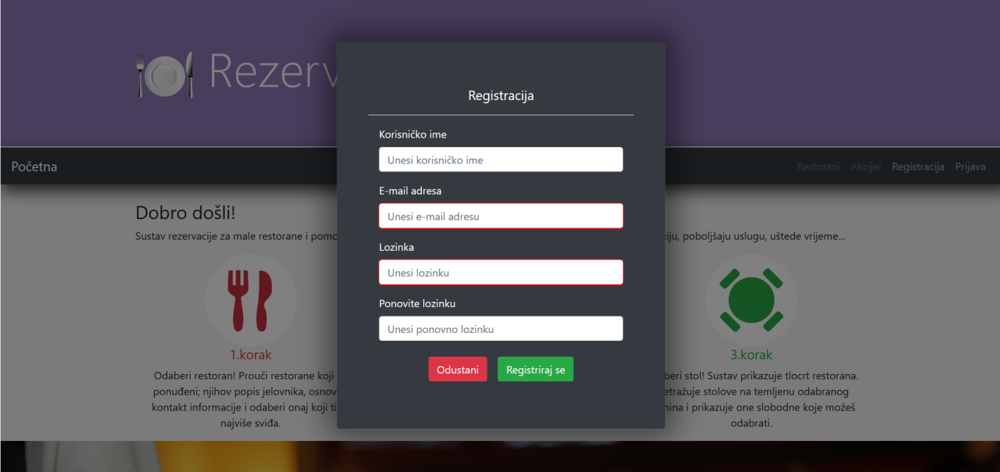 Rezerv
Početna
Restorani Akcije! Registracija Prijava
Registracija
Korisničko ime
Unesi korisničko ime
E-mail adresa
Unesi e-mail adresu
Lozinka
Unesi lozinku
Ponovite lozinku
Unesi ponovno lozinku
Odustani Registriraj se
Dobro došli!
Sustav rezervacije za male restorane i pomo
iju, poboljšaju uslugu, uštede vrijeme...
1.korak
Odaberi restoran! Prouči restorane koji
ponuđeni; njihov popis jelovnika, osnov
kontakt informacije i odaberi onaj koji ti
najviše sviđa.
3.korak
beri stol! Sustav prikazuje tlocrt restorana.
etražuje stolove na temljenu odabranog
mina i prikazuje one slobodne koje možeš
odabrati.